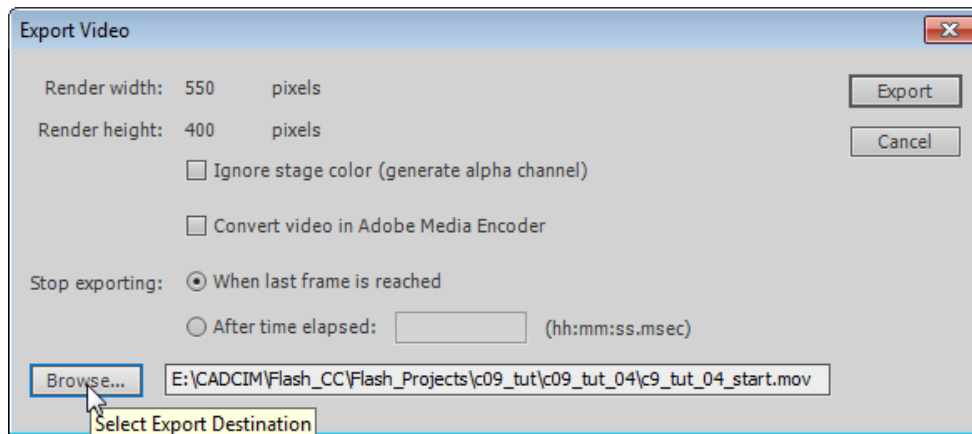 Export Video
Render width: 550 pixels
Export
Render height: 400 pixels
Cancel
Ignore stage color (generate alpha channel)
Convert video in Adobe Media Encoder
Stop exporting: When last frame is reached
After time elapsed: (hh:mm:ss.msec)
Browse... E:\CADCIM\Flash_CC\Flash_Projects\c09_tut\c09_tut_04\c9_tut_04_start.mov
Select Export Destination